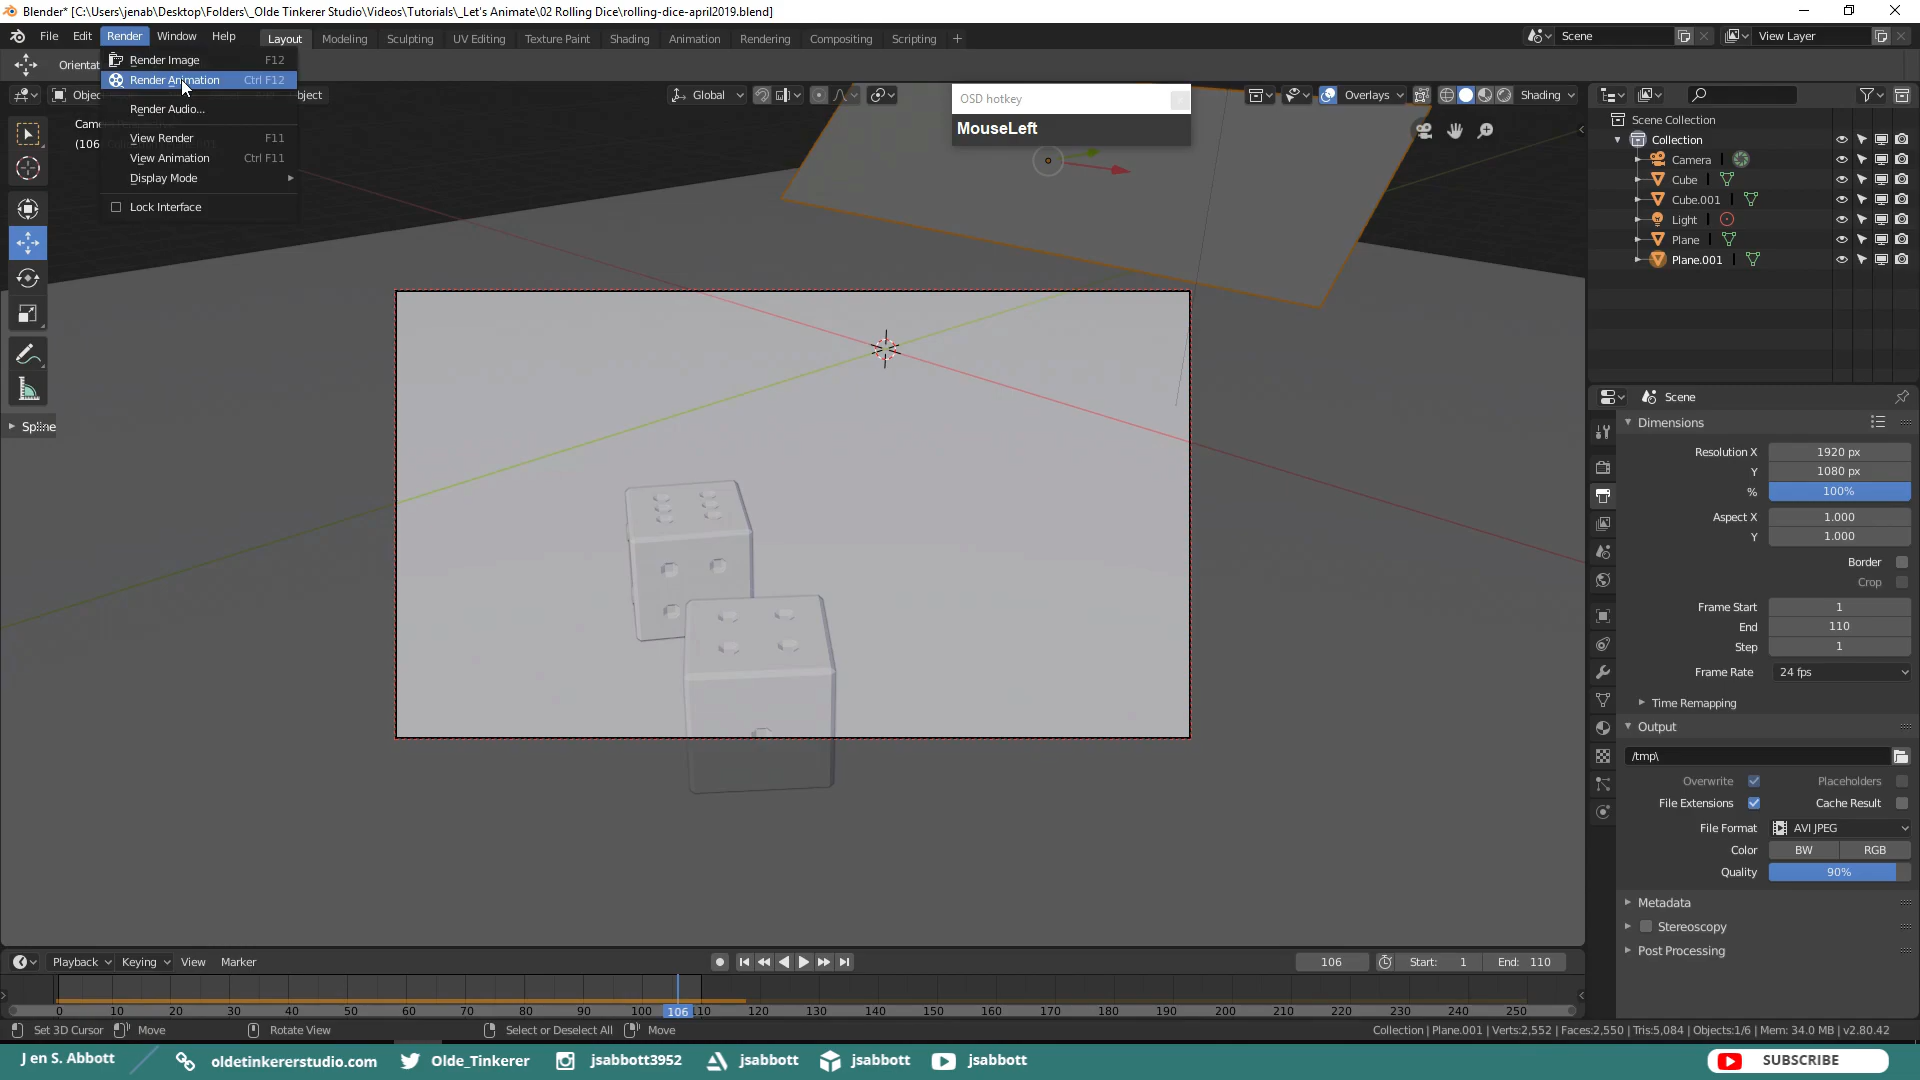 Blender* [C:\Users\jenab\Desktop\Folders\_Olde Tinkerer Studio\Videos\Tutorials\_Let's Animate\02 Rolling Dice\rolling-dice-april2019.blend]
File Edit Render Window Help Layout Modeling Sculpting UV Editing Texture Paint Shading Animation Rendering Compositing Scripting + Scene View Layer
Orientat
Render Image F12
Render Animation Ctrl F12
Render Audio...
View Render F11
View Animation Ctrl F11
Display Mode
Lock Interface
Objec bject Global Overlays Shading
(106
OSD hotkey
MouseLeft
Scene Collection
Collection
Camera
Cube
Cube.001
Light
Plane
Plane.001
Scene
Dimensions
Resolution X 1920 px
Y 1080 px
% 100%
Aspect X 1.000
Y 1.000
Border
Crop
Frame Start 1
End 110
Step 1
Frame Rate 24 fps
Time Remapping
Output
/tmp\
Overwrite Placeholders
File Extensions Cache Result
File Format AVI JPEG
Color BW RGB
Quality 90%
Metadata
Stereoscopy
Post Processing
Playback Keying View Marker 106 Start: 1 End: 110
0 10 20 30 40 50 60 70 80 90 100 106 110 120 130 140 150 160 170 180 190 200 210 220 230 240 250
Set 3D Cursor Move Rotate View Select or Deselect All Move Collection | Plane.001 | Verts:2,552 | Faces:2,550 | Tris:5,084 | Objects:1/6 | Mem: 34.0 MB | v2.80.42
Jen S. Abbott oldetinkererstudio.com Olde_Tinkerer jsabbott3952 jsabbott jsabbott jsabbott SUBSCRIBE